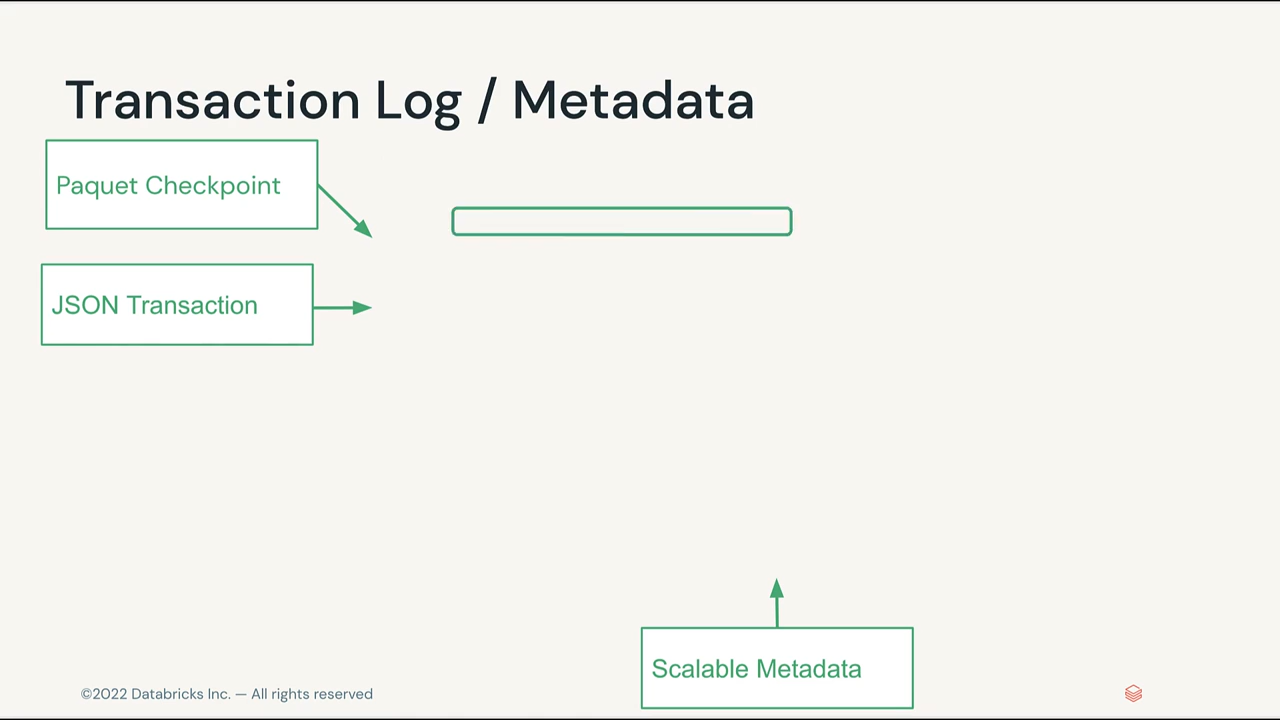 Transaction Log / Metadata
Paquet Checkpoint
JSON Transaction
Scalable Metadata
©2022 Databricks Inc. — All rights reserved